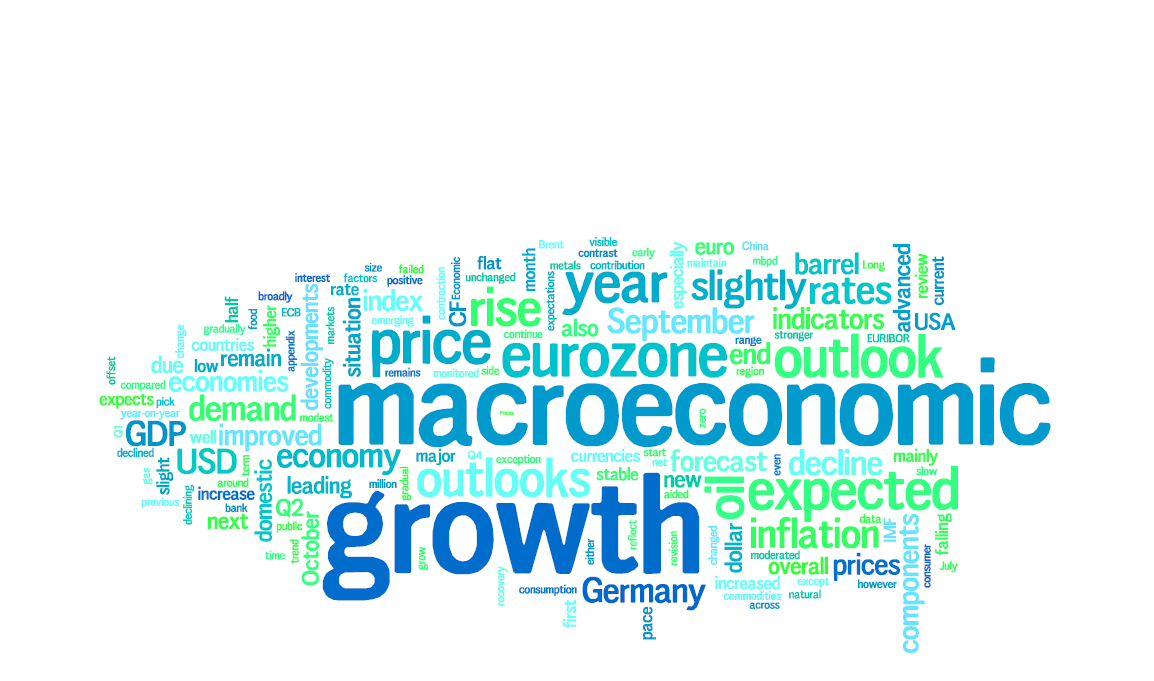 visible
Brent
contrast
early
euro
China
especially
maintain
mbpd
barrel
Long
advanced
review
current
size
failed
interest
factors
positive
contraction
Economic
flat
unchanged
month
metals
contribution
expectations
year
slightly
rates
broadly
ECB
developments
rate
index
CF
rise
half
food
higher
markets
emerging
situation
price
continue
also
September
indicators
USA
range
stronger
EURIBOR
change
gradually
countries
appendix
remain
low
due
offset
eurozone
end
outlook
region
remains
monitored
side
commodity
economies
compared
expects
pick
year-on-year
demand
modest
macroeconomic
Prices
zero
Q1
GDP
well
improved
declined
USD
term
economy
major
Q4
exception
currencies
start
net
forecast
even
decline
mainly
slow
gas
slight
around
domestic
leading
million
gradual
outlooks
stable
new
aided
oil
expected
previous
declining
increase
bank
next
Q2
public
October
growth
inflation
data
IMF
components
falling
time
trend
grow
either
reflect
revision
changed
dollar
moderated
overall
prices
consumer
July
recovery
consumption
Germany
increased
except
however
commodities
natural
across
first
pace